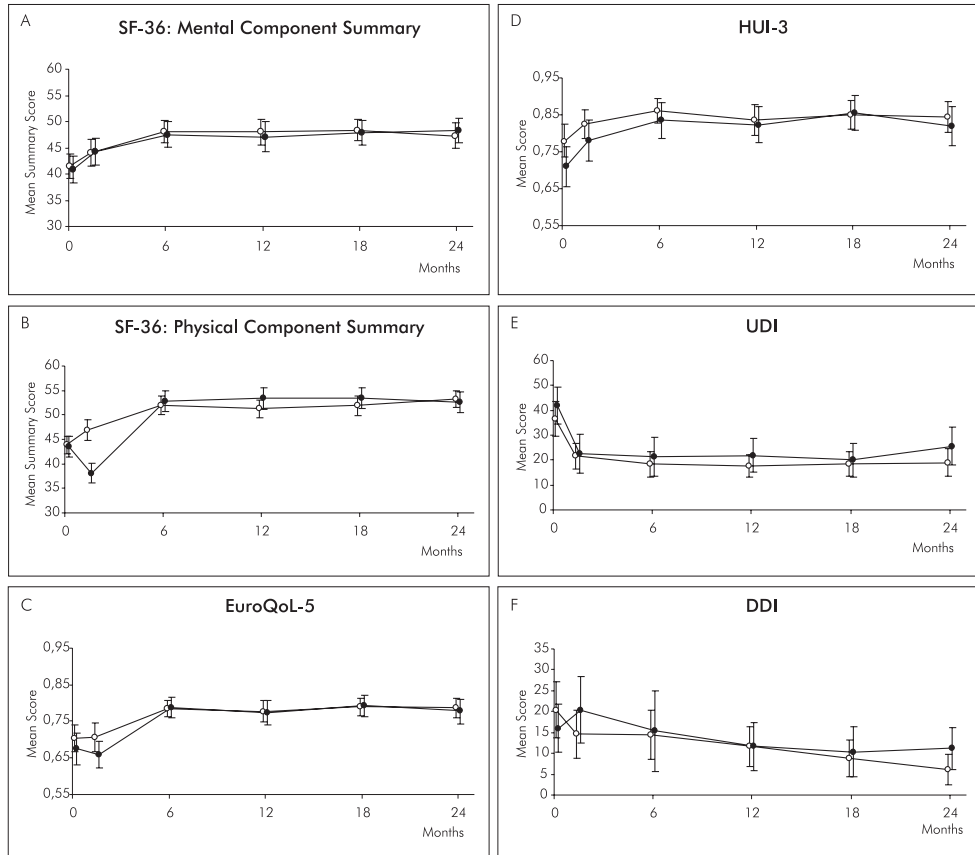 A
SF-36: Mental Component Summary
Mean Summary Score
60
55
50
45
40
35
30
0 6 12 18 24
Months
B
SF-36: Physical Component Summary
Mean Summary Score
60
55
50
45
40
35
30
0 6 12 18 24
Months
C
EuroQoL-5
Mean Score
0,95
0,85
0,75
0,65
0,55
0 6 12 18 24
Months
D
HUI-3
Mean Score
0,95
0,85
0,75
0,65
0,55
0 6 12 18 24
Months
E
UDI
Mean Score
60
50
40
30
20
10
0
0 6 12 18 24
Months
F
DDI
Mean Score
35
30
25
20
15
10
5
0
0 6 12 18 24
Months